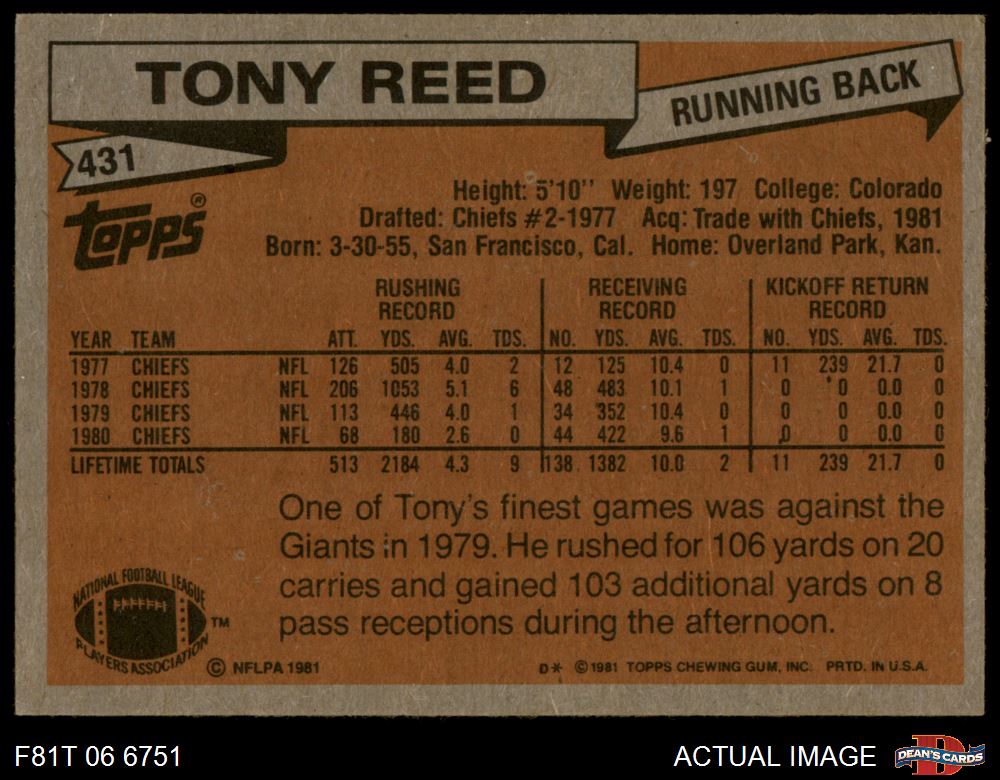 TONY REED
RUNNING BACK
431
topps®
Height: 5'10'' Weight: 197 College: Colorado
Drafted: Chiefs #2-1977 Acq: Trade with Chiefs, 1981
Born: 3-30-55, San Francisco, Cal. Home: Overland Park, Kan.
RUSHING RECORD RECEIVING RECORD KICKOFF RETURN RECORD
YEAR TEAM ATT. YDS. AVG. TDS. NO. YDS. AVG. TDS. NO. YDS. AVG. TDS.
1977 CHIEFS NFL 126 505 4.0 2 12 125 10.4 0 11 239 21.7 0
1978 CHIEFS NFL 206 1053 5.1 6 48 483 10.1 1 0 0 0.0 0
1979 CHIEFS NFL 113 446 4.0 1 34 352 10.4 0 0 0 0.0 0
1980 CHIEFS NFL 68 180 2.6 0 44 422 9.6 1 0 0 0.0 0
LIFETIME TOTALS 513 2184 4.3 9 138 1382 10.0 2 11 239 21.7 0
One of Tony's finest games was against the
Giants in 1979. He rushed for 106 yards on 20
carries and gained 103 additional yards on 8
pass receptions during the afternoon.
NATIONAL FOOTBALL LEAGUE
PLAYERS ASSOCIATION
TM
© NFLPA 1981
D* © 1981 TOPPS CHEWING GUM, INC. PRTD. IN U.S.A.
F81T 06 6751
ACTUAL IMAGE
DEAN'S CARDS